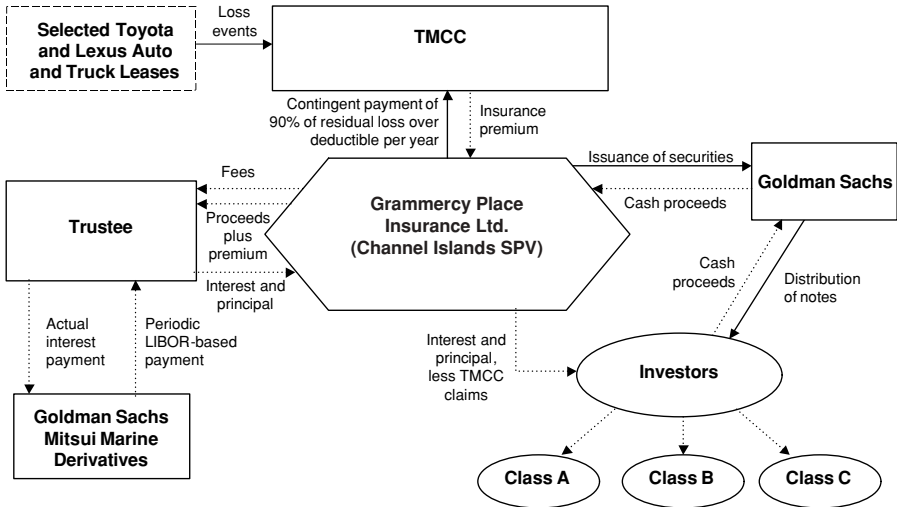 Selected Toyota
and Lexus Auto
and Truck Leases
Loss
events
TMCC
Contingent payment of
90% of residual loss over
deductible per year
Insurance
premium
Issuance of securities
Goldman Sachs
Cash proceeds
Fees
Trustee
Proceeds
plus
premium
Interest and
principal
Grammercy Place
Insurance Ltd.
(Channel Islands SPV)
Cash
proceeds
Distribution
of notes
Actual
interest
payment
Periodic
LIBOR-based
payment
Interest and
principal,
less TMCC
claims
Investors
Goldman Sachs
Mitsui Marine
Derivatives
Class A
Class B
Class C